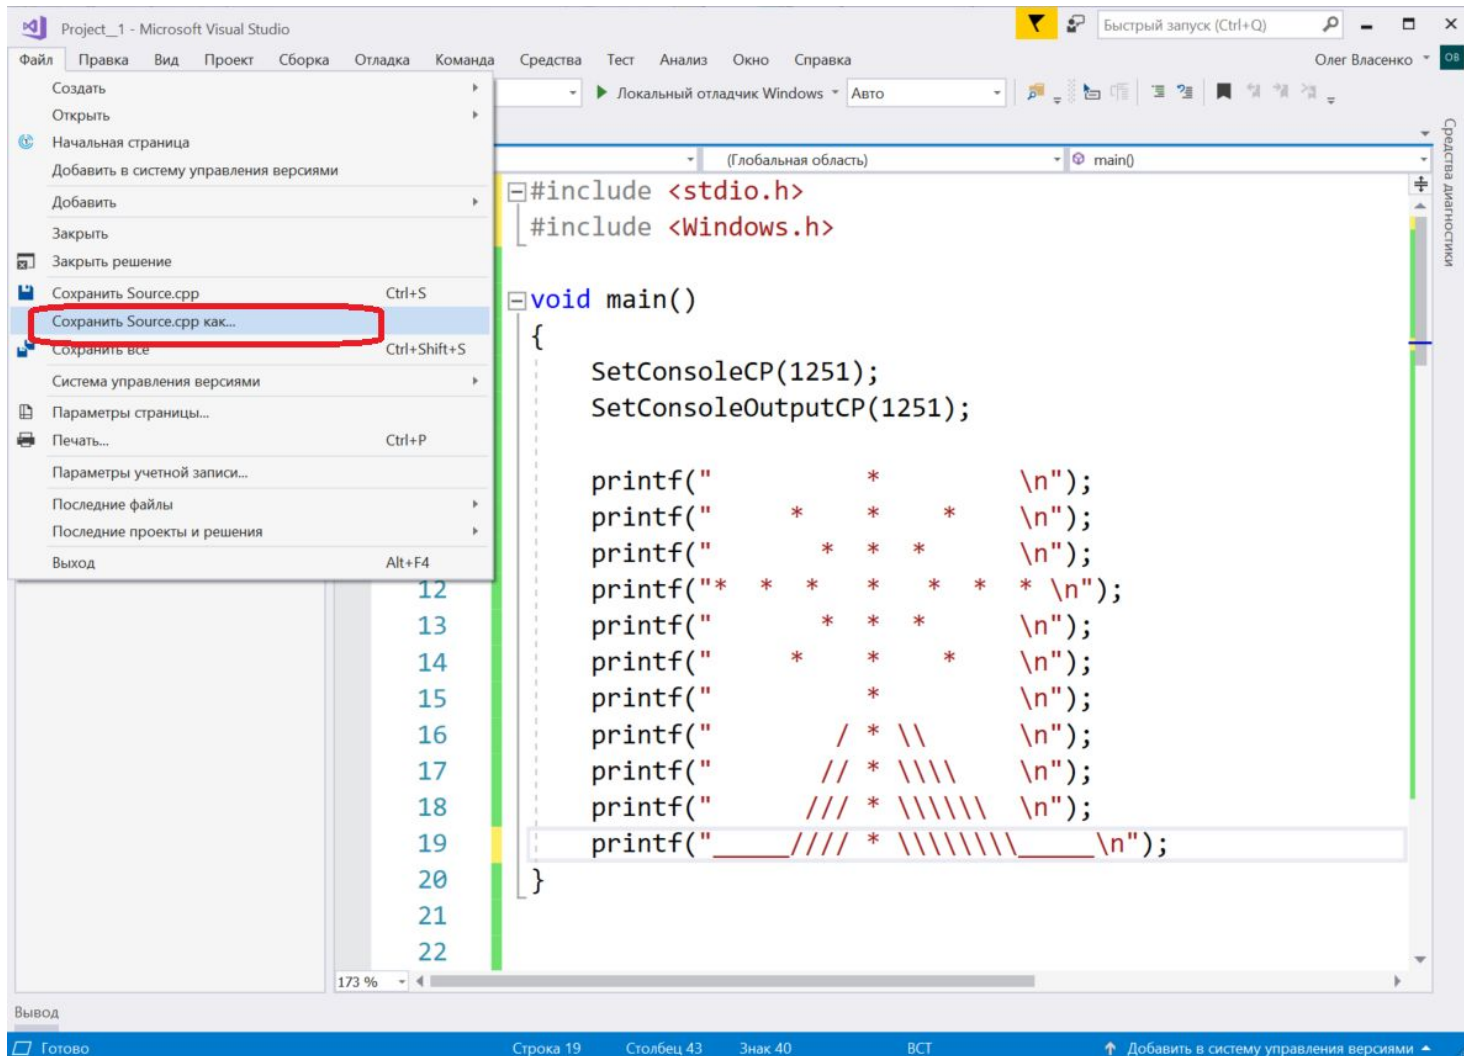 Project_1 - Microsoft Visual Studio
Быстрый запуск (Ctrl+Q)
Файл Правка Вид Проект Сборка Отладка Команда Средства Тест Анализ Окно Справка
Олег Власенко ОВ
Локальный отладчик Windows Авто
Создать
Открыть
Начальная страница
Добавить в систему управления версиями
Добавить
Закрыть
Закрыть решение
Сохранить Source.cpp Ctrl+S
Сохранить Source.cpp как...
Сохранить все Ctrl+Shift+S
Система управления версиями
Параметры страницы...
Печать... Ctrl+P
Параметры учетной записи...
Последние файлы
Последние проекты и решения
Выход Alt+F4
(Глобальная область) main()
#include <stdio.h>
#include <Windows.h>
void main()
{
    SetConsoleCP(1251);
    SetConsoleOutputCP(1251);
    printf("          *         \n");
    printf("     *    *    *    \n");
    printf("       *  *  *      \n");
12    printf("*  *  *   *   *  *  * \n");
13    printf("       *  *  *      \n");
14    printf("     *    *    *    \n");
15    printf("          *         \n");
16    printf("        / * \\      \n");
17    printf("       // * \\\\    \n");
18    printf("      /// * \\\\\\  \n");
19    printf("_____//// * \\\\\\\\_____\n");
20 }
21
22
173 %
Средства диагностики
Вывод
Готово Строка 19 Столбец 43 Знак 40 ВСТ Добавить в систему управления версиями